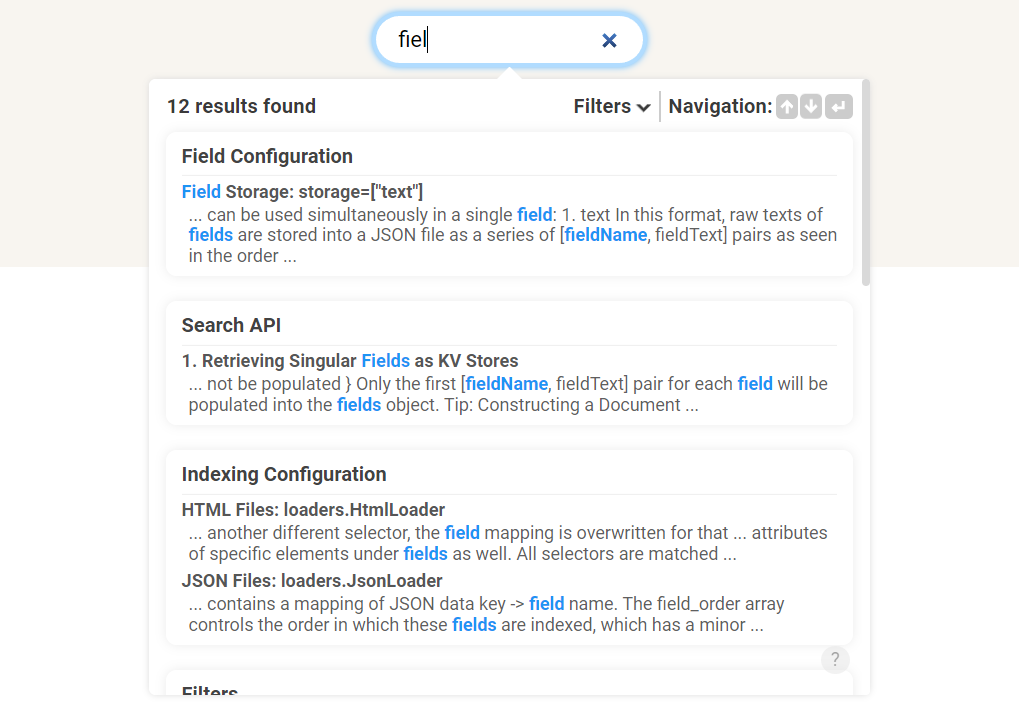 fiel
12 results found Filters Navigation:
Field Configuration
Field Storage: storage=["text"]
... can be used simultaneously in a single field: 1. text In this format, raw texts of
fields are stored into a JSON file as a series of [fieldName, fieldText] pairs as seen
in the order ...
Search API
1. Retrieving Singular Fields as KV Stores
... not be populated } Only the first [fieldName, fieldText] pair for each field will be
populated into the fields object. Tip: Constructing a Document ...
Indexing Configuration
HTML Files: loaders.HtmlLoader
... another different selector, the field mapping is overwritten for that ... attributes
of specific elements under fields as well. All selectors are matched ...
JSON Files: loaders.JsonLoader
... contains a mapping of JSON data key -> field name. The field_order array
controls the order in which these fields are indexed, which has a minor ...
?
Filters